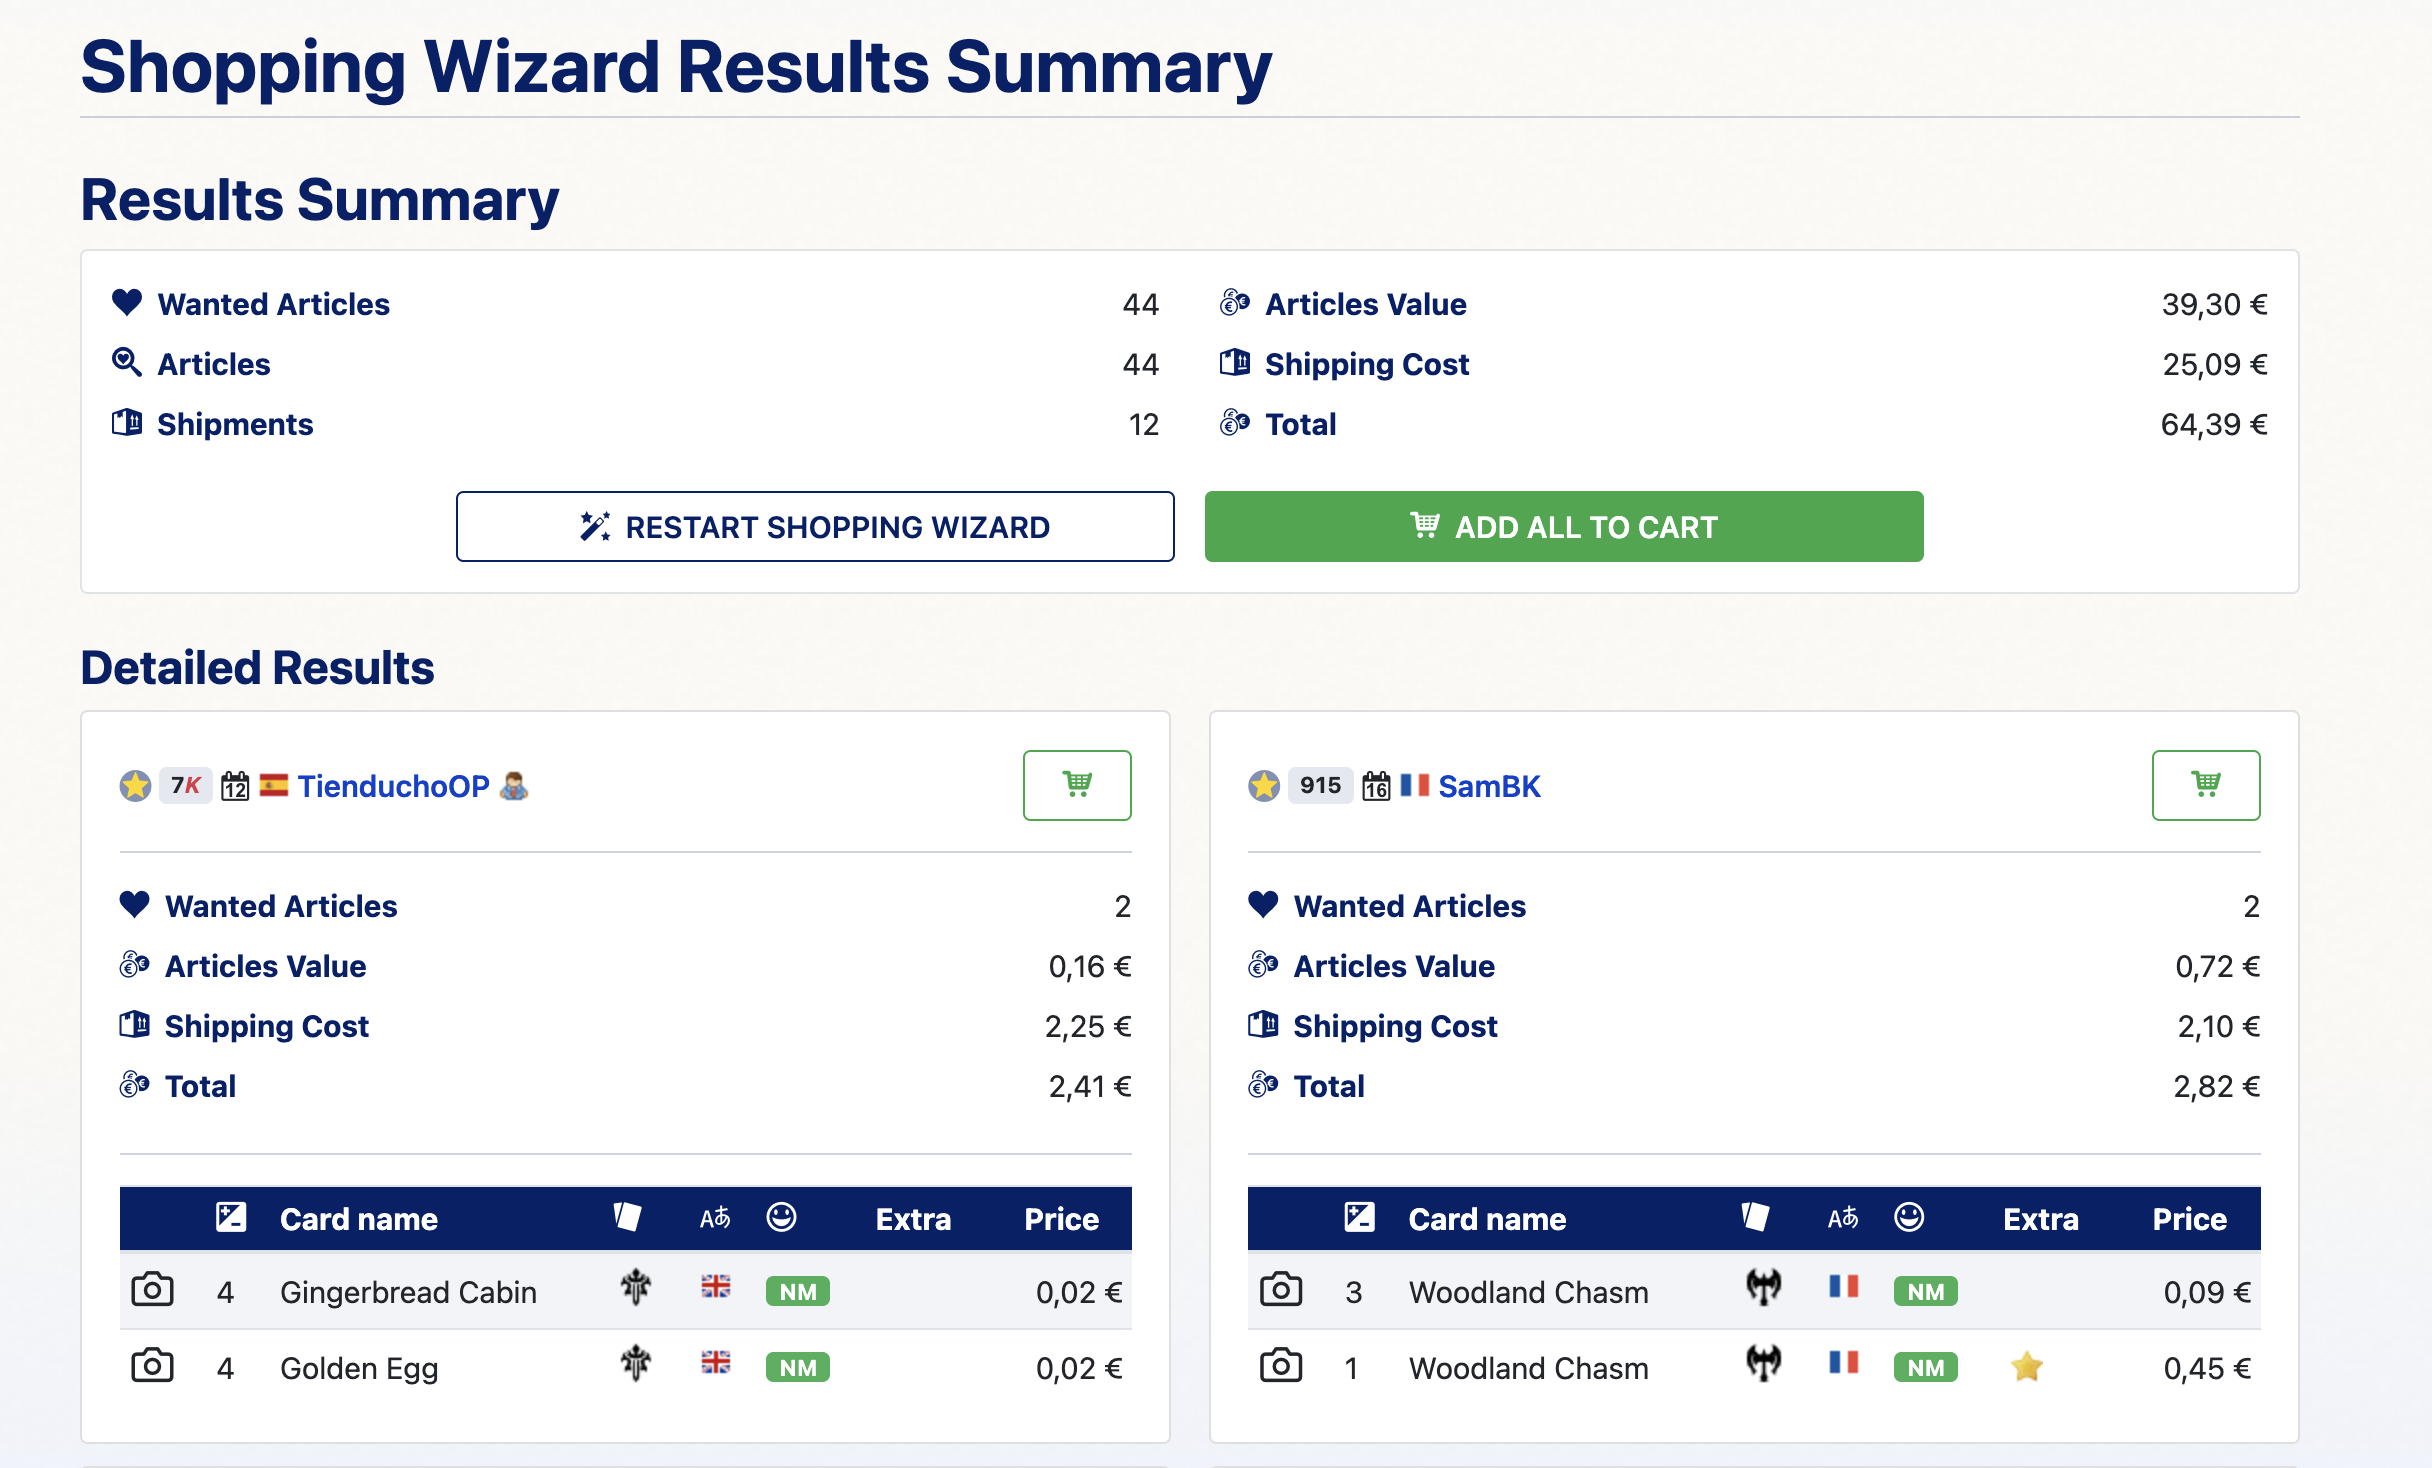 Shopping Wizard Results Summary
Results Summary
Wanted Articles 44 Articles Value 39,30 €
Articles 44 Shipping Cost 25,09 €
Shipments 12 Total 64,39 €
RESTART SHOPPING WIZARD ADD ALL TO CART
Detailed Results
7K 12 TienduchoOP
Wanted Articles 2
Articles Value 0,16 €
Shipping Cost 2,25 €
Total 2,41 €
Card name Aあ Extra Price
4 Gingerbread Cabin NM 0,02 €
4 Golden Egg NM 0,02 €
915 16 SamBK
Wanted Articles 2
Articles Value 0,72 €
Shipping Cost 2,10 €
Total 2,82 €
Card name Aあ Extra Price
3 Woodland Chasm NM 0,09 €
1 Woodland Chasm NM 0,45 €